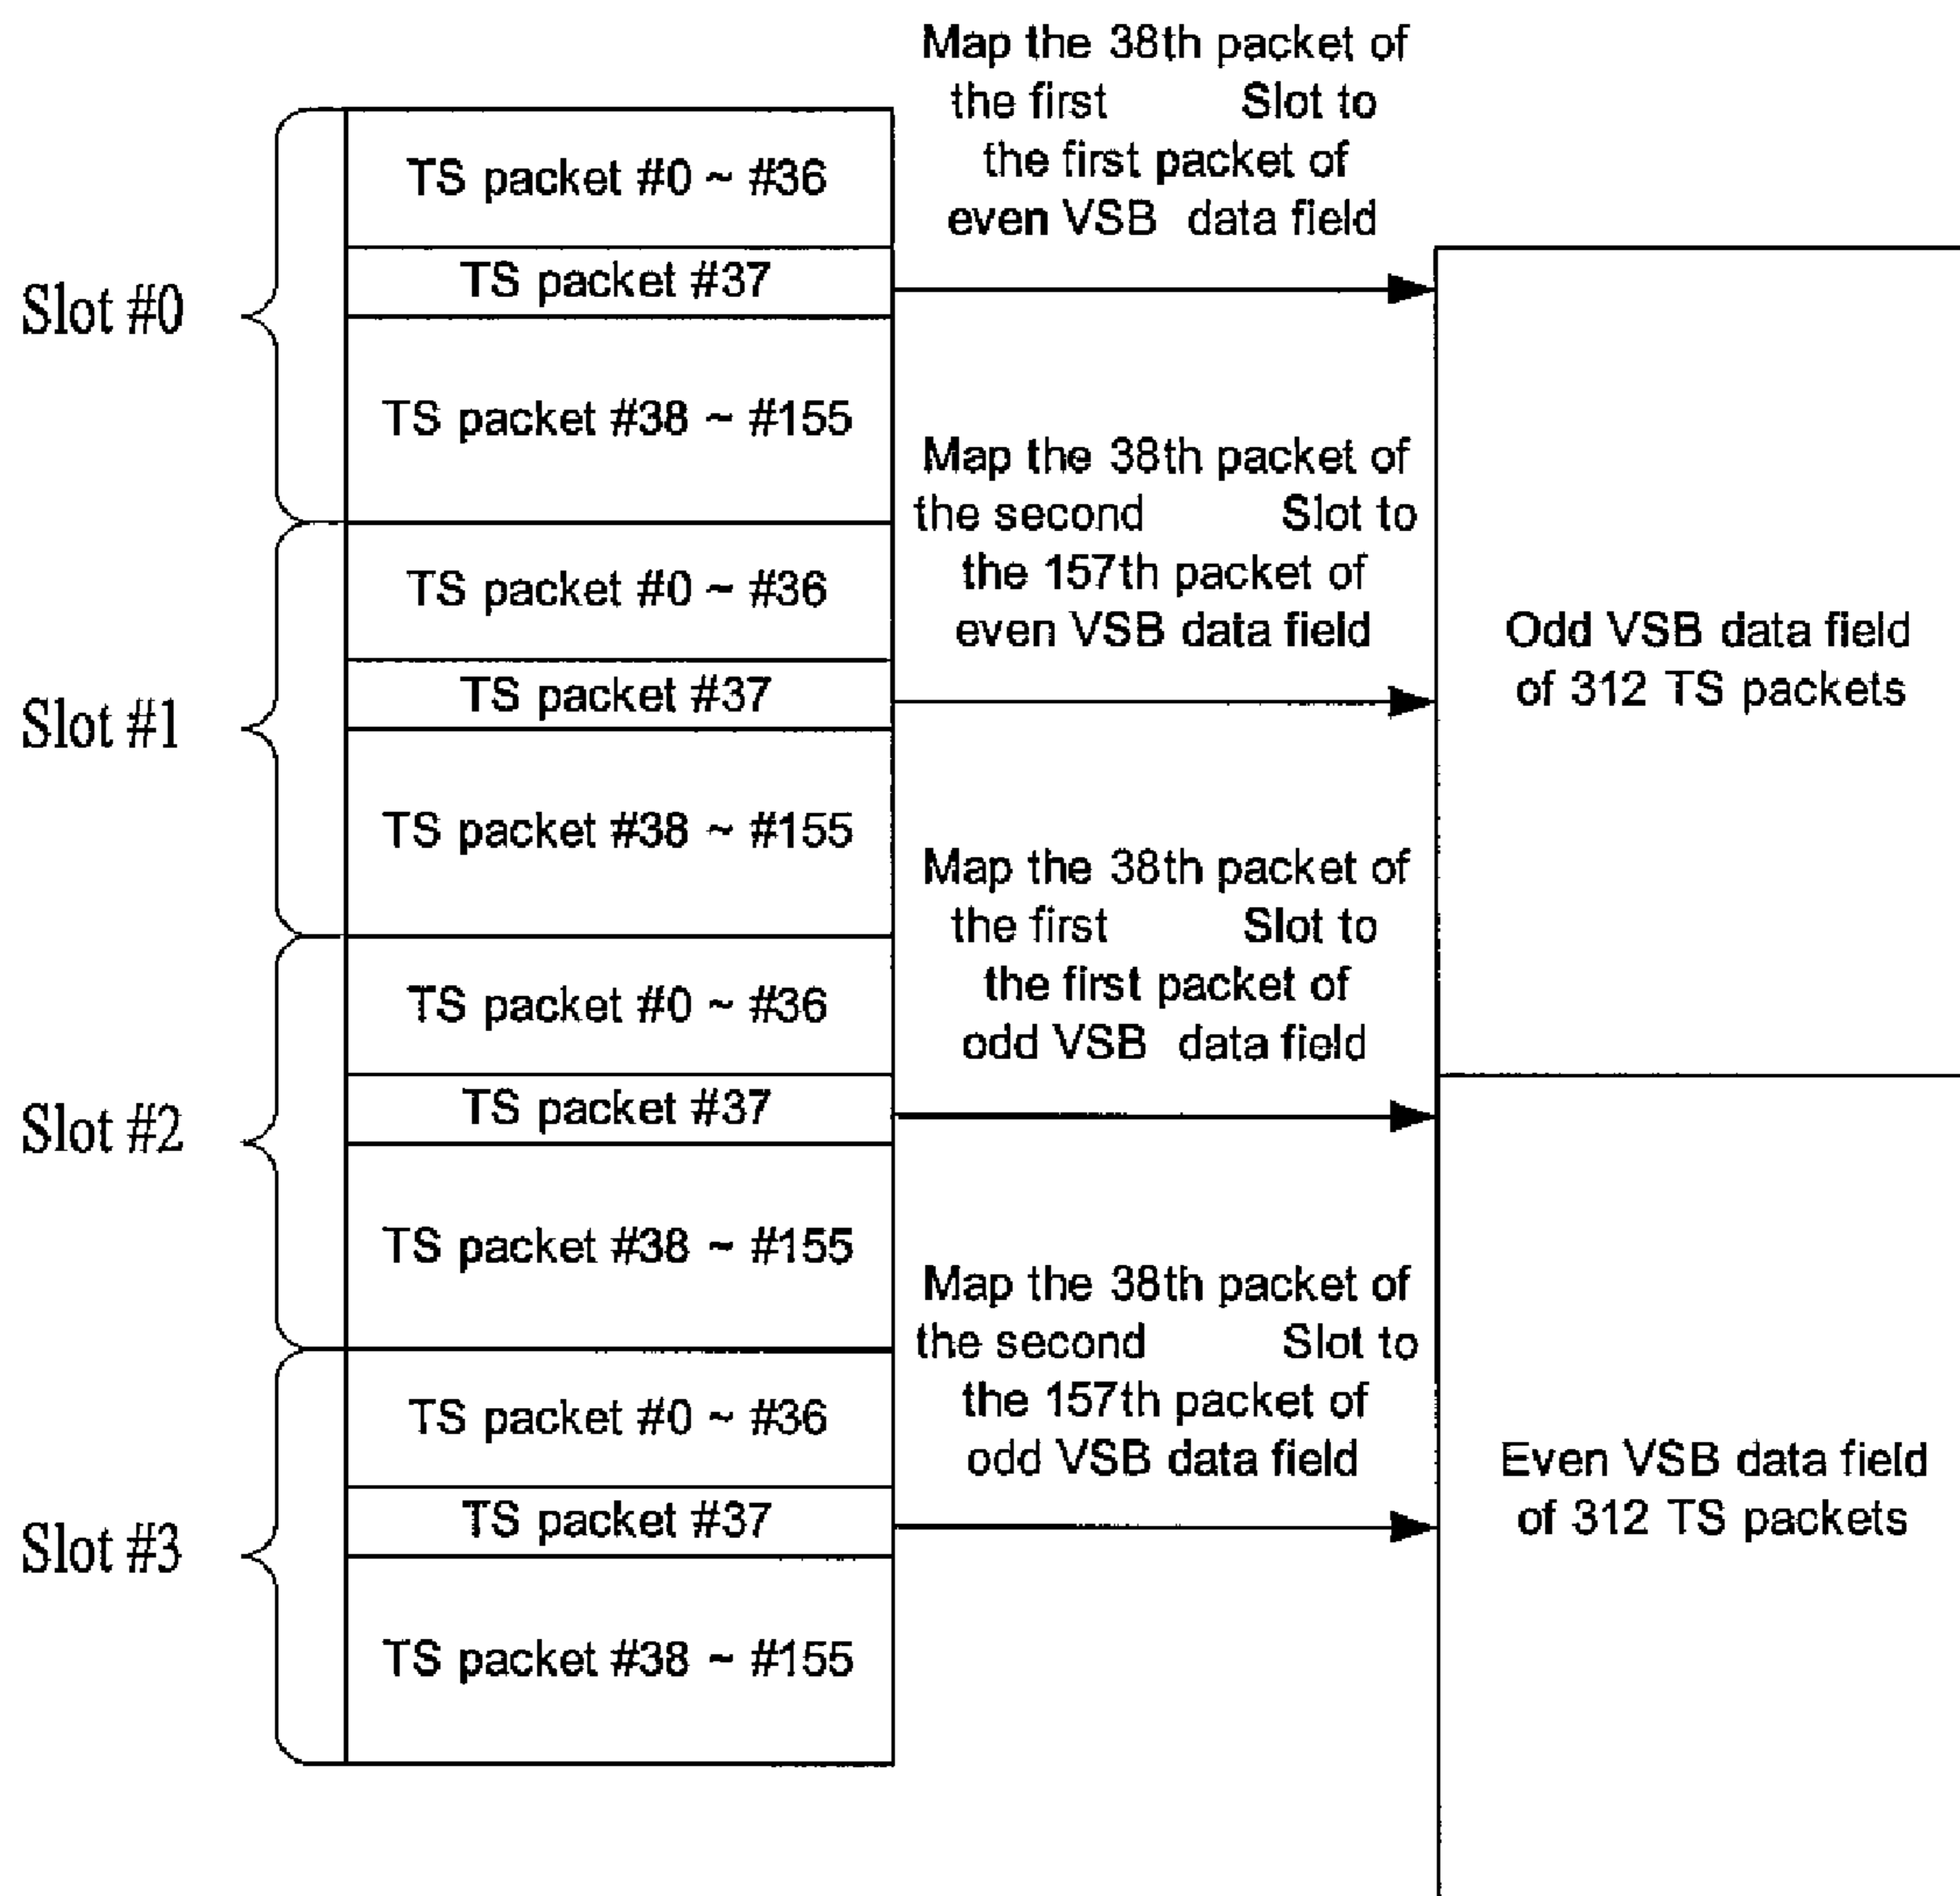 Map the 38th packet of
the first Slot to
the first packet of
even VSB data field
Slot #0
TS packet #0 ~ #36
TS packet #37
TS packet #38 ~ #155
Map the 38th packet of
the second Slot to
the 157th packet of
even VSB data field
Slot #1
TS packet #0 ~ #36
TS packet #37
TS packet #38 ~ #155
Odd VSB data field
of 312 TS packets
Map the 38th packet of
the first Slot to
the first packet of
odd VSB data field
Slot #2
TS packet #0 ~ #36
TS packet #37
TS packet #38 ~ #155
Map the 38th packet of
the second Slot to
the 157th packet of
odd VSB data field
Slot #3
TS packet #0 ~ #36
TS packet #37
TS packet #38 ~ #155
Even VSB data field
of 312 TS packets